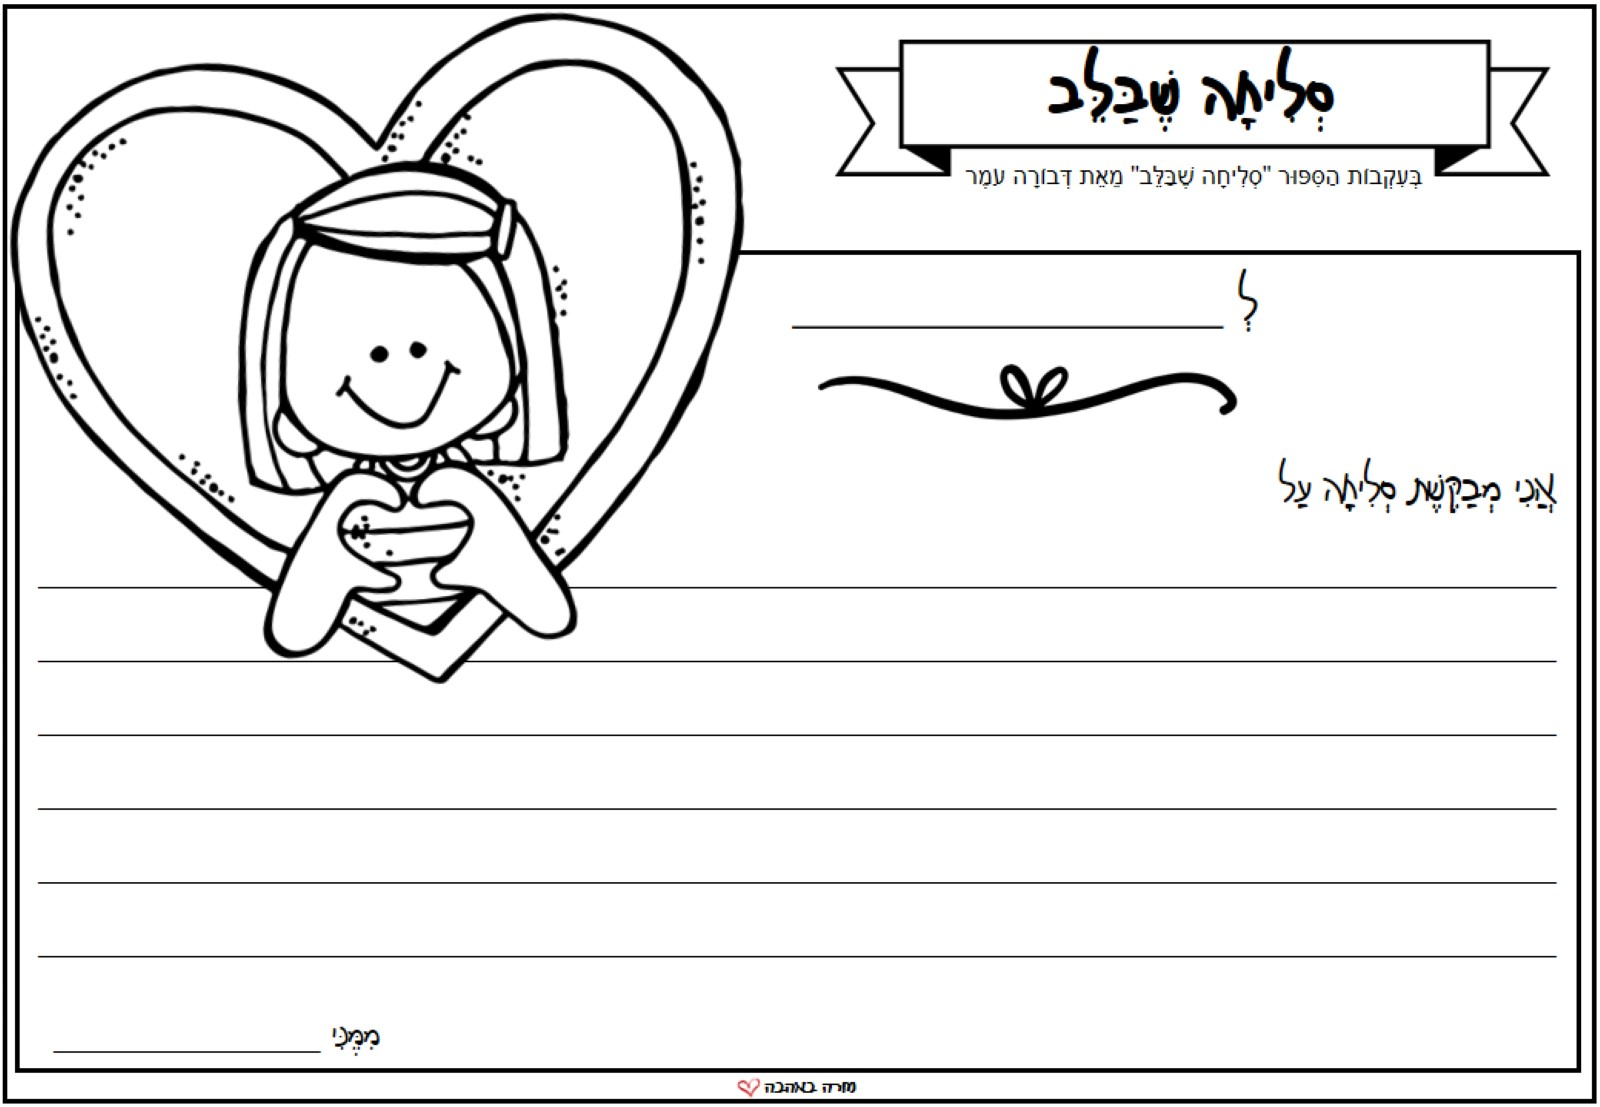 סְלִיחָה שֶׁבַּלֵּב
בְּעִקְבוֹת הַסִּפּוּר "סְלִיחָה שֶׁבַּלֵּב" מֵאֵת דְּבוֹרָה עֹמֶר
לְ
אֲנִי מְבַקֶּשֶׁת סְלִיחָה עַל
מִמֶּנִּי
מורה באהבה